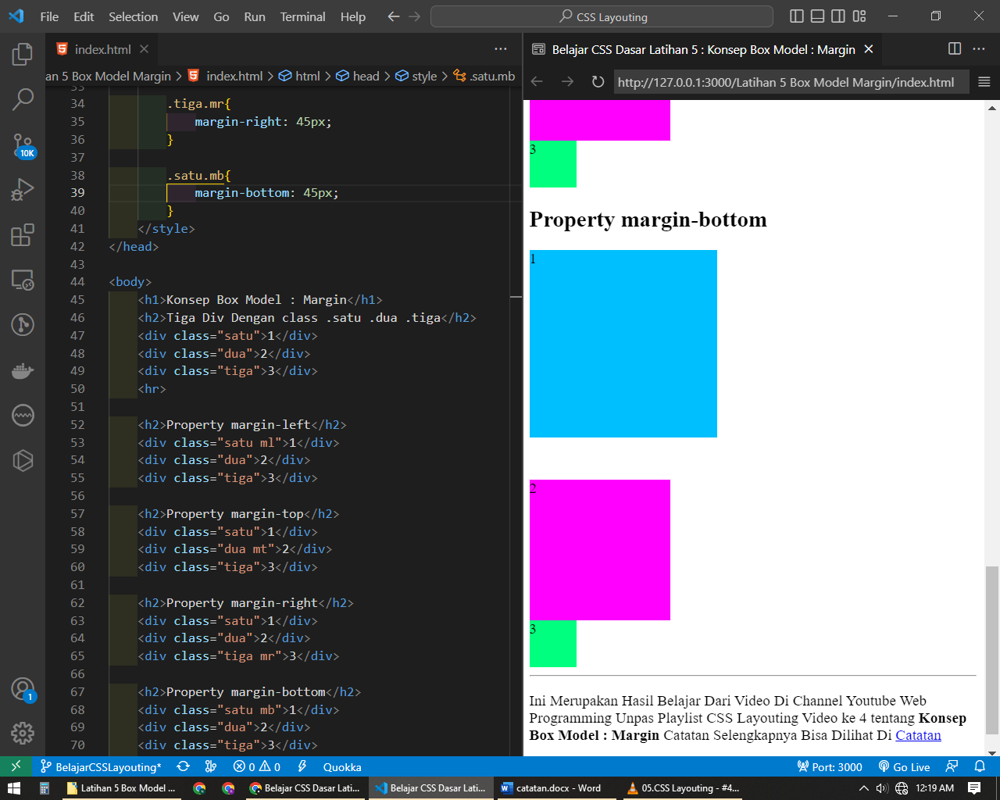 File Edit Selection View Go Run Terminal Help
CSS Layouting
index.html
Belajar CSS Dasar Latihan 5 : Konsep Box Model : Margin
an 5 Box Model Margin > index.html > html > head > style > .satu.mb
http://127.0.0.1:3000/Latihan 5 Box Model Margin/index.html
33
34 .tiga.mr{
35 margin-right: 45px;
36 }
37
38 .satu.mb{
39 margin-bottom: 45px;
40 }
41 </style>
42 </head>
43
44 <body>
45 <h1>Konsep Box Model : Margin</h1>
46 <h2>Tiga Div Dengan class .satu .dua .tiga</h2>
47 <div class="satu">1</div>
48 <div class="dua">2</div>
49 <div class="tiga">3</div>
50 <hr>
51
52 <h2>Property margin-left</h2>
53 <div class="satu ml">1</div>
54 <div class="dua">2</div>
55 <div class="tiga">3</div>
56
57 <h2>Property margin-top</h2>
58 <div class="satu">1</div>
59 <div class="dua mt">2</div>
60 <div class="tiga">3</div>
61
62 <h2>Property margin-right</h2>
63 <div class="satu">1</div>
64 <div class="dua">2</div>
65 <div class="tiga mr">3</div>
66
67 <h2>Property margin-bottom</h2>
68 <div class="satu mb">1</div>
69 <div class="dua">2</div>
70 <div class="tiga">3</div>
10K
1
3
Property margin-bottom
1
2
3
Ini Merupakan Hasil Belajar Dari Video Di Channel Youtube Web
Programming Unpas Playlist CSS Layouting Video ke 4 tentang Konsep
Box Model : Margin Catatan Selengkapnya Bisa Dilihat Di Catatan
BelajarCSSLayouting* 0 0 Quokka Port: 3000 Go Live
Latihan 5 Box Model ... Belajar CSS Dasar Lati... Belajar CSS Dasar Lati... catatan.docx - Word 05.CSS Layouting - #4... 12:19 AM